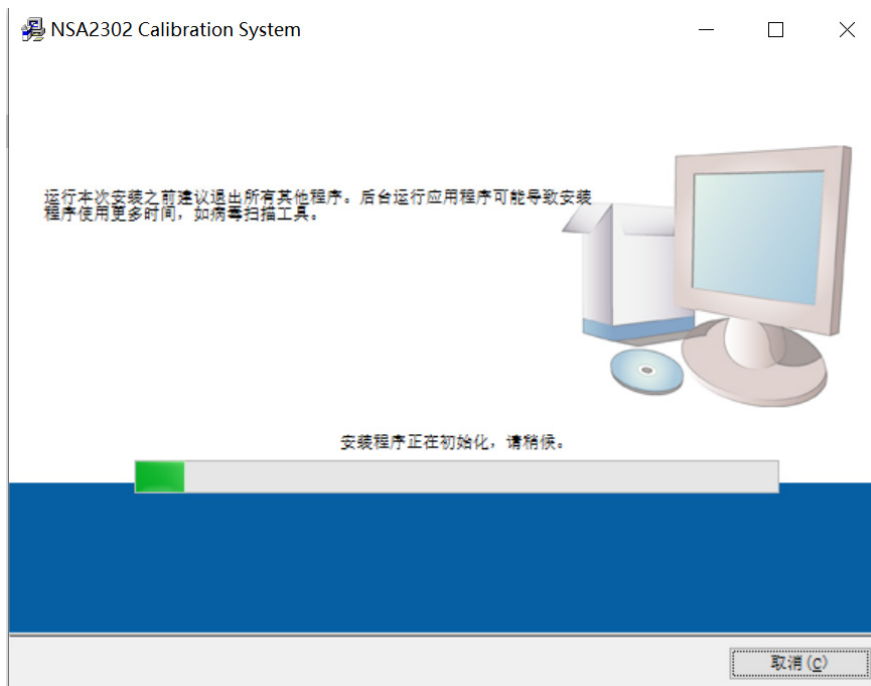 NSA2302 Calibration System
运行本次安装之前建议退出所有其他程序。后台运行应用程序可能导致安装
程序使用更多时间，如病毒扫描工具。
安装程序正在初始化，请稍候。
取消(C)